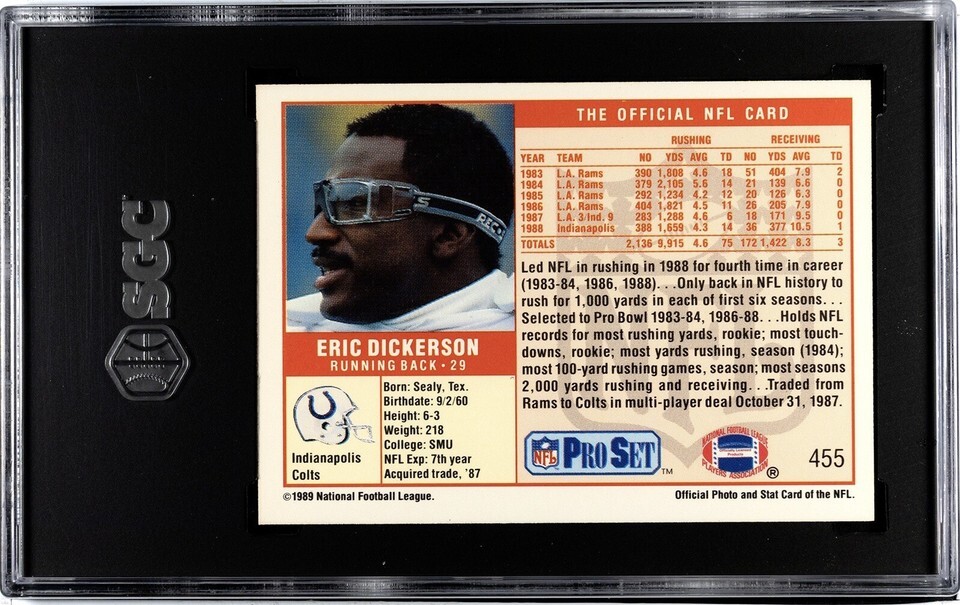 SGC
THE OFFICIAL NFL CARD
RUSHING RECEIVING
YEAR TEAM NO YDS AVG TD NO YDS AVG TD
1983 L.A. Rams 390 1,808 4.6 18 51 404 7.9 2
1984 L.A. Rams 379 2,105 5.6 14 21 139 6.6 0
1985 L.A. Rams 292 1,234 4.2 12 20 126 6.3 0
1986 L.A. Rams 404 1,821 4.5 11 26 205 7.9 0
1987 L.A. 3/Ind. 9 283 1,288 4.6 6 18 171 9.5 0
1988 Indianapolis 388 1,659 4.3 14 36 377 10.5 1
TOTALS 2,136 9,915 4.6 75 172 1,422 8.3 3
Led NFL in rushing in 1988 for fourth time in career
(1983-84, 1986, 1988). . .Only back in NFL history to
rush for 1,000 yards in each of first six seasons. . .
Selected to Pro Bowl 1983-84, 1986-88. . .Holds NFL
records for most rushing yards, rookie; most touch-
downs, rookie; most yards rushing, season (1984);
most 100-yard rushing games, season; most seasons
2,000 yards rushing and receiving. . .Traded from
Rams to Colts in multi-player deal October 31, 1987.
ERIC DICKERSON
RUNNING BACK • 29
Indianapolis
Colts
Born: Sealy, Tex.
Birthdate: 9/2/60
Height: 6-3
Weight: 218
College: SMU
NFL Exp: 7th year
Acquired trade, '87
NFL PRO SET ™
NATIONAL FOOTBALL LEAGUE
Officially Licensed
Products
PLAYERS ASSOCIATION ®
455
©1989 National Football League.
Official Photo and Stat Card of the NFL.